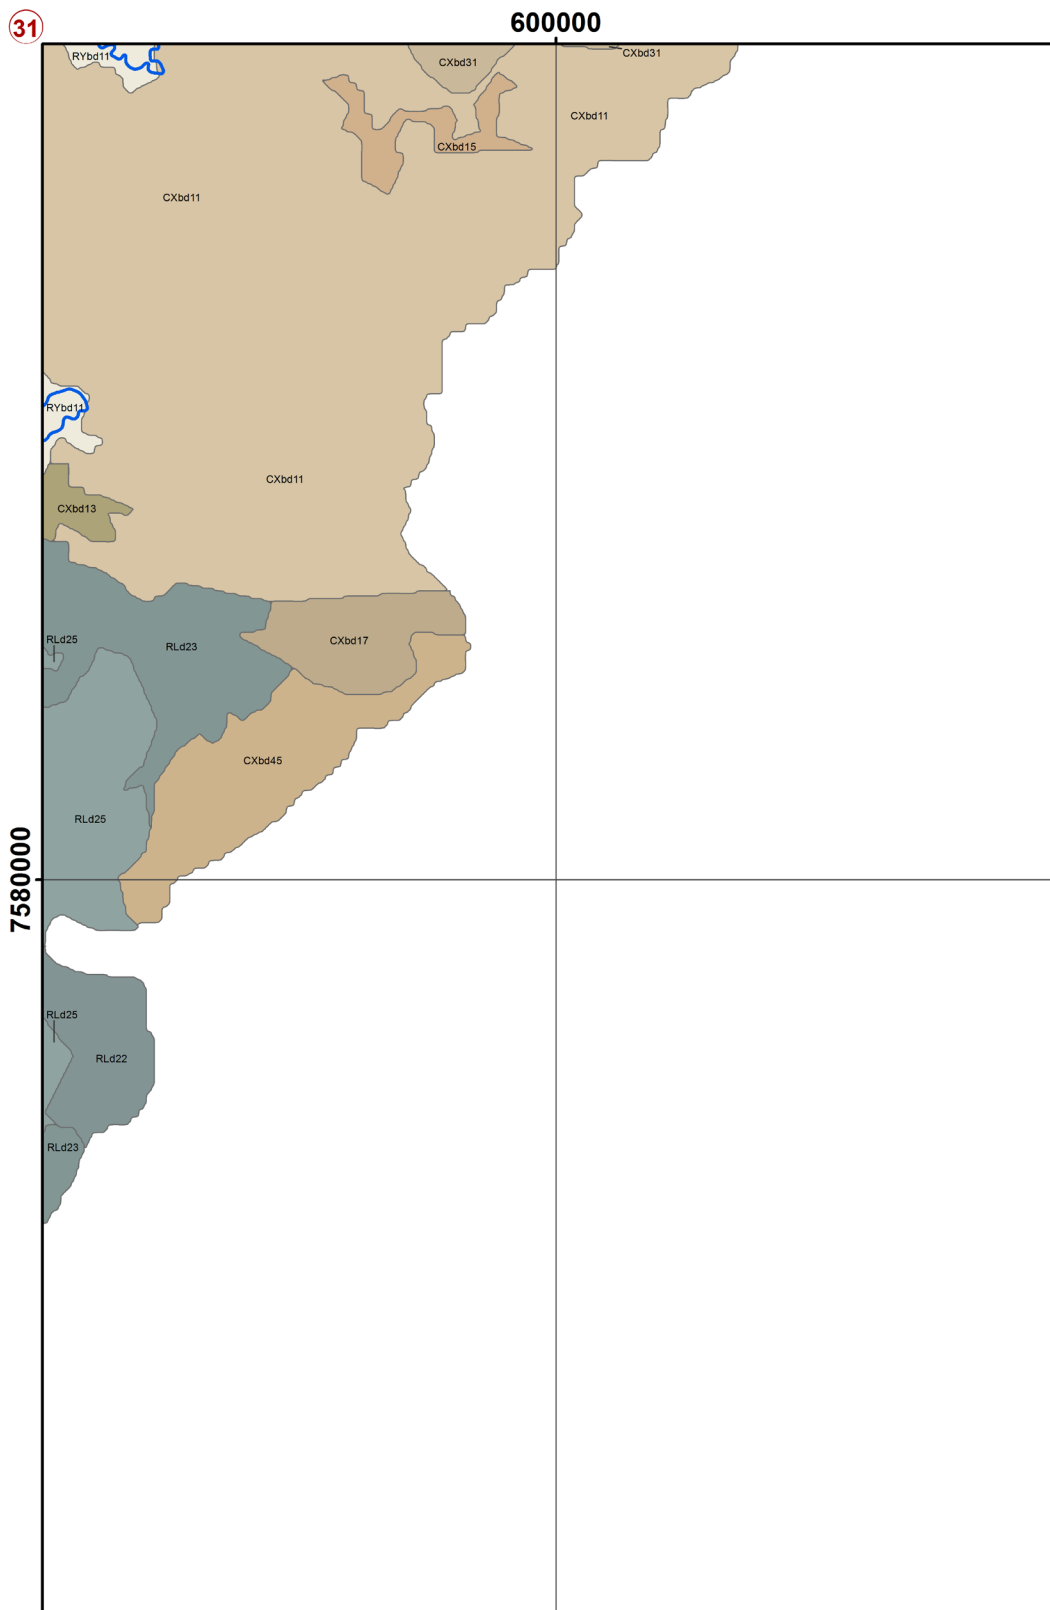 31
600000
RYbd11
CXbd31
CXbd31
CXbd11
CXbd15
CXbd11
RYbd11
CXbd11
CXbd13
RLd25
RLd23
CXbd17
CXbd45
RLd25
7580000
RLd25
RLd22
RLd23